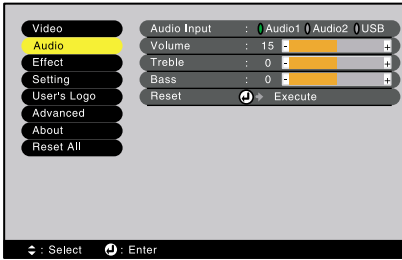 Video
Audio
Effect
Setting
User's Logo
Advanced
About
Reset All
Audio Input : Audio1 Audio2 USB
Volume : 15 - +
Treble : 0 - +
Bass : 0 - +
Reset Execute
: Select : Enter